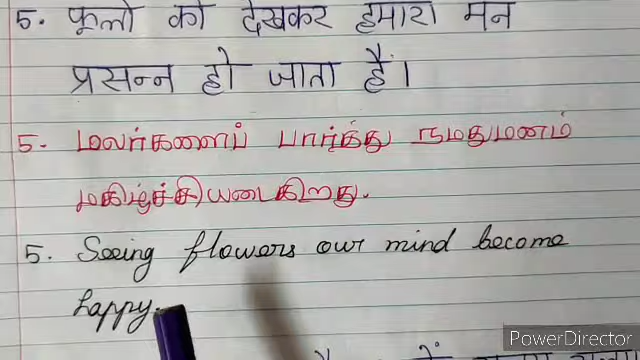 5. फूलों को देखकर हमारा मन
प्रसन्न हो जाता है।
5. மலர்களைப் பார்த்து நமதுமனம்
மகிழ்ச்சியடைகிறது.
5. Seeing flowers our mind become
happy.
PowerDirector